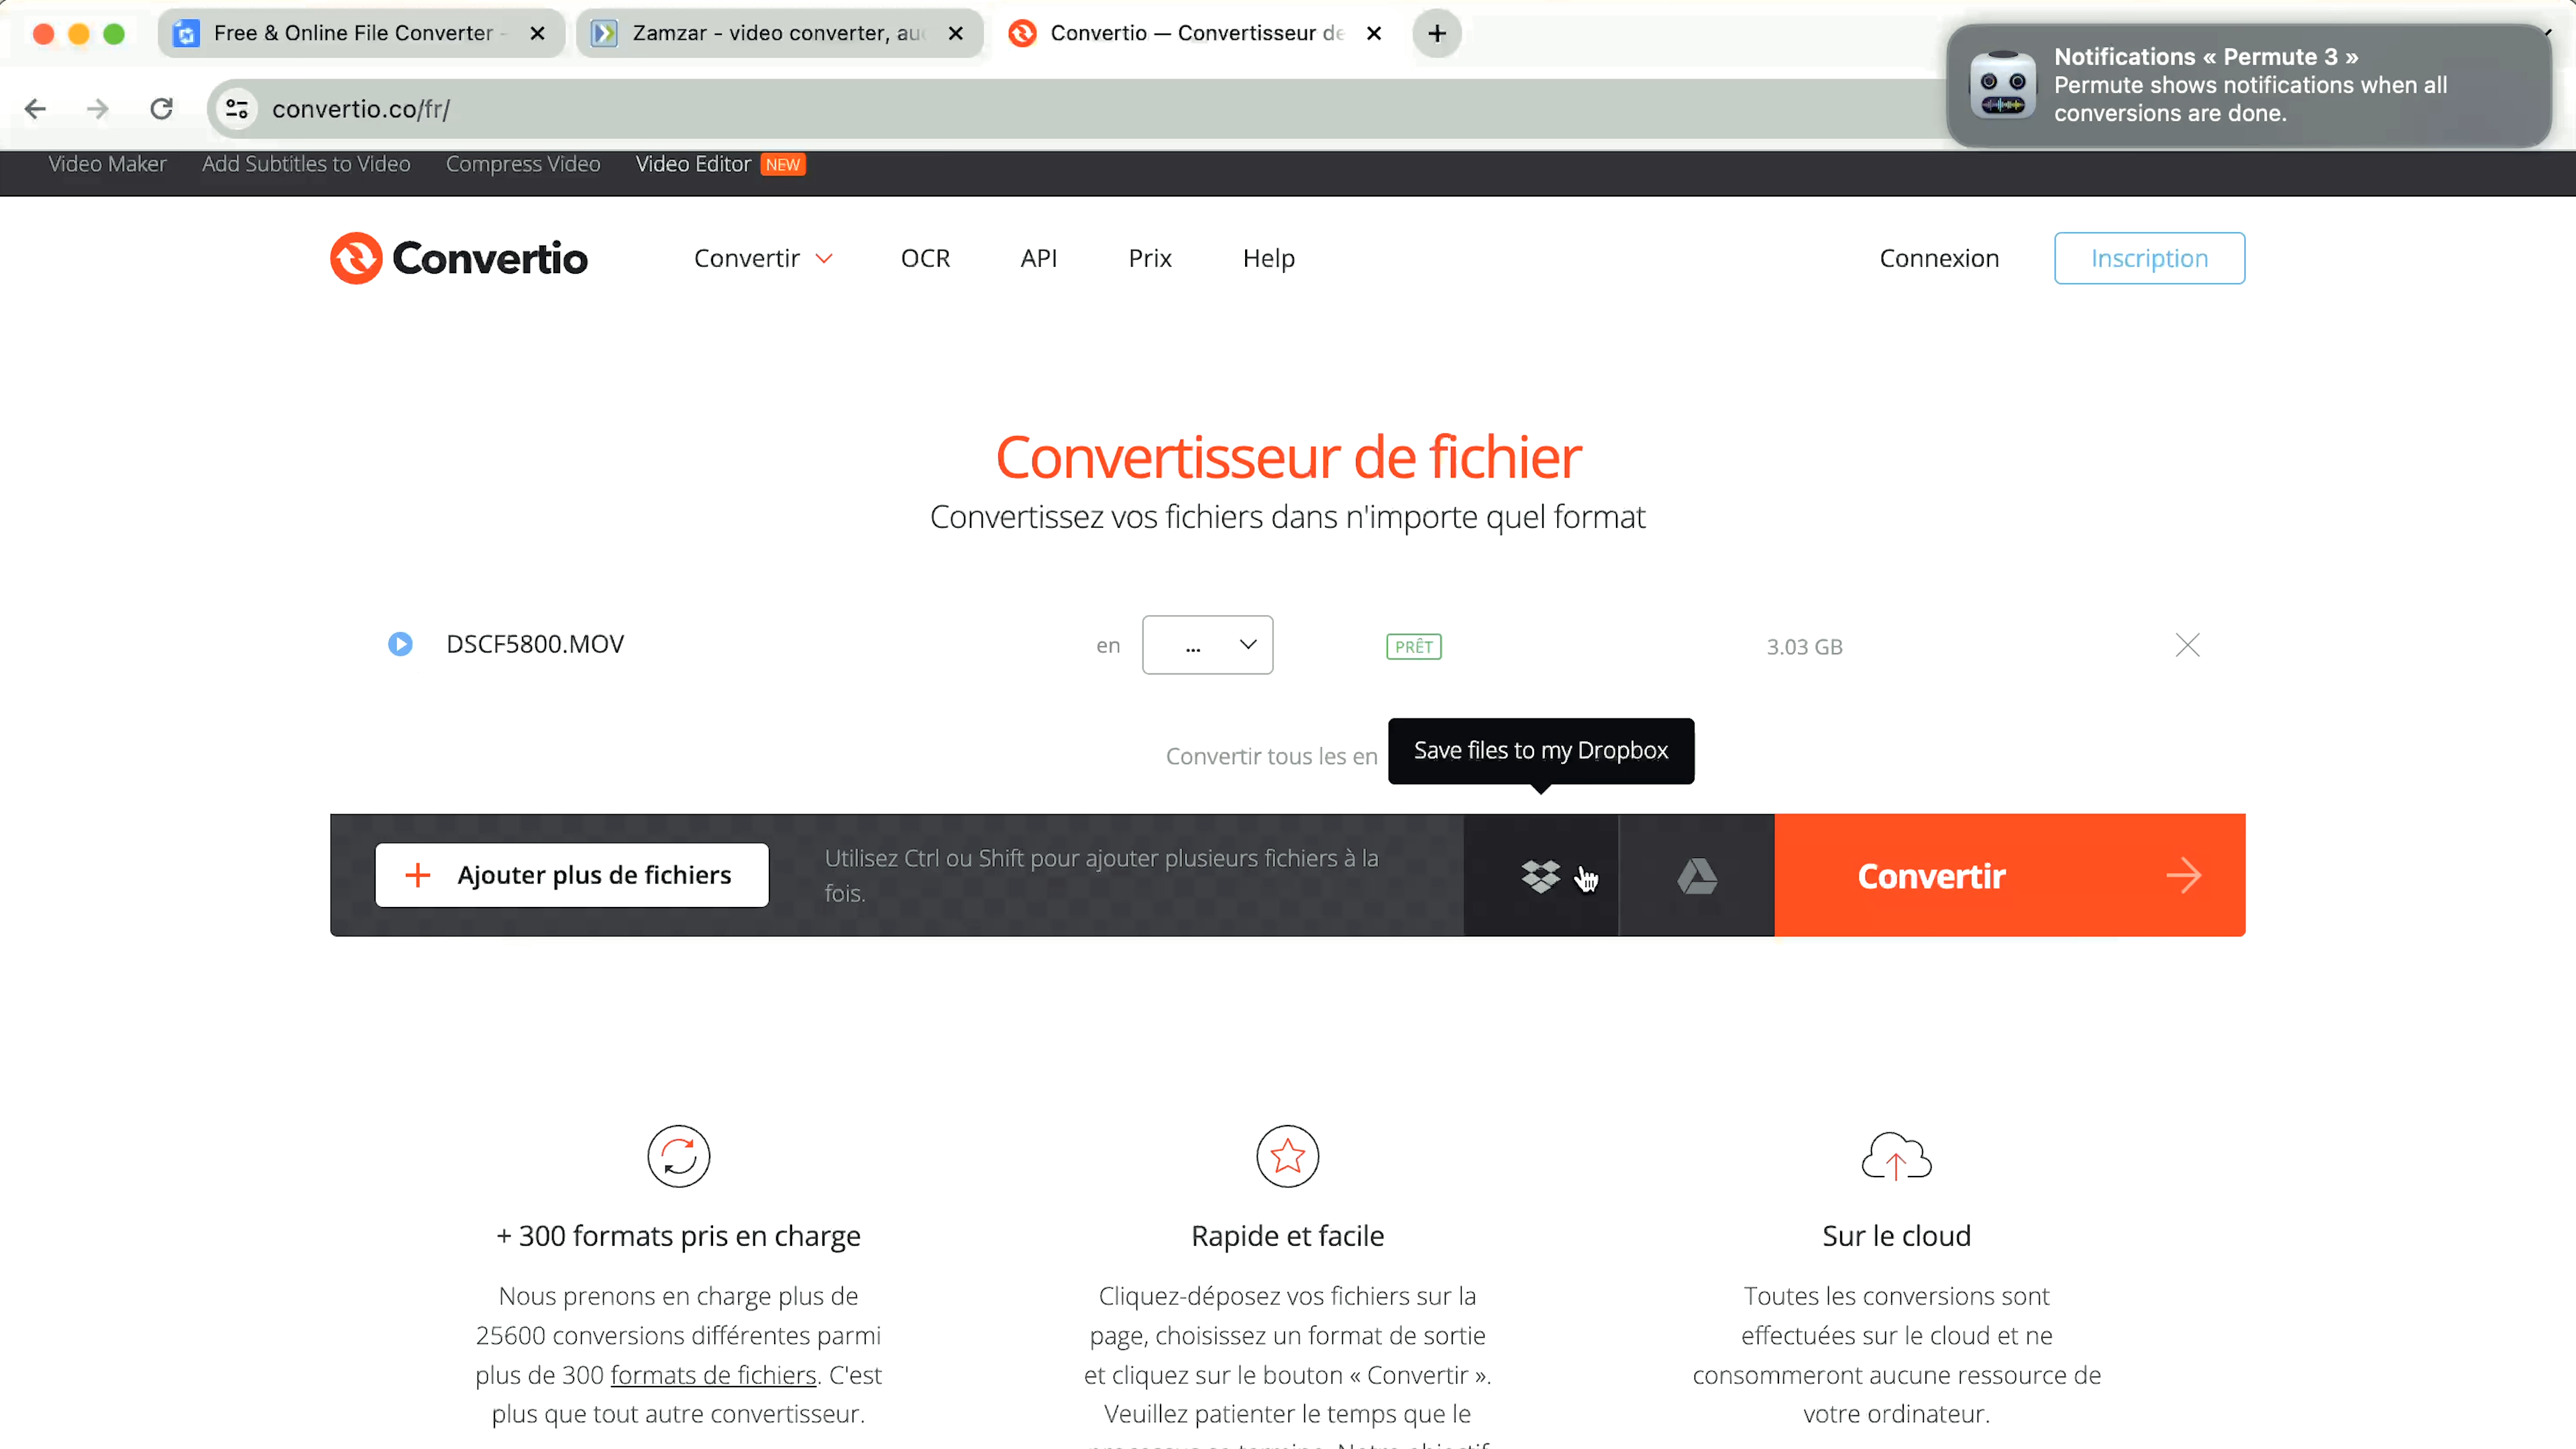 Free & Online File Converter -
Zamzar - video converter, au
Convertio — Convertisseur de
Notifications « Permute 3 »
Permute shows notifications when all
conversions are done.
convertio.co/fr/
Video Maker
Add Subtitles to Video
Compress Video
Video Editor NEW
Convertio
Convertir
OCR
API
Prix
Help
Connexion
Inscription
Convertisseur de fichier
Convertissez vos fichiers dans n'importe quel format
DSCF5800.MOV
en
...
PRÊT
3.03 GB
Convertir tous les en
Save files to my Dropbox
+ Ajouter plus de fichiers
Utilisez Ctrl ou Shift pour ajouter plusieurs fichiers à la
fois.
Convertir
+ 300 formats pris en charge
Nous prenons en charge plus de
25600 conversions différentes parmi
plus de 300 formats de fichiers. C'est
plus que tout autre convertisseur.
Rapide et facile
Cliquez-déposez vos fichiers sur la
page, choisissez un format de sortie
et cliquez sur le bouton « Convertir ».
Veuillez patienter le temps que le
Sur le cloud
Toutes les conversions sont
effectuées sur le cloud et ne
consommeront aucune ressource de
votre ordinateur.